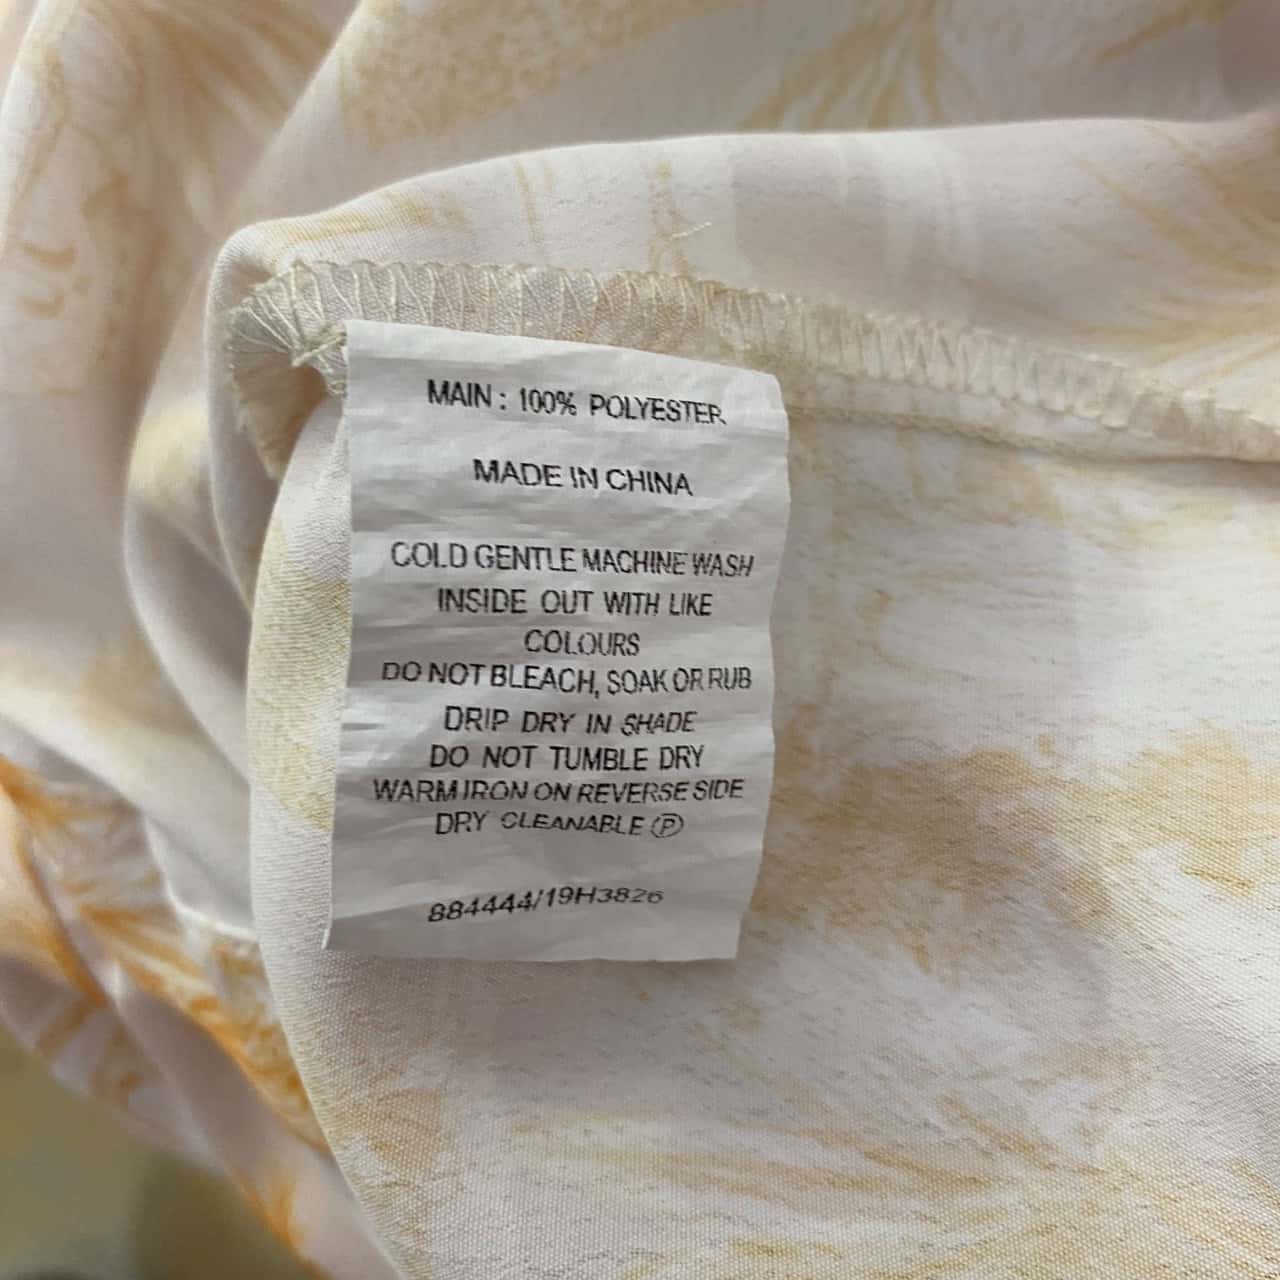 MAIN : 100% POLYESTER
MADE IN CHINA
COLD GENTLE MACHINE WASH
INSIDE OUT WITH LIKE
COLOURS
DO NOT BLEACH, SOAK OR RUB
DRIP DRY IN SHADE
DO NOT TUMBLE DRY
WARM IRON ON REVERSE SIDE
DRY CLEANABLE Ⓟ
884444/19H3826